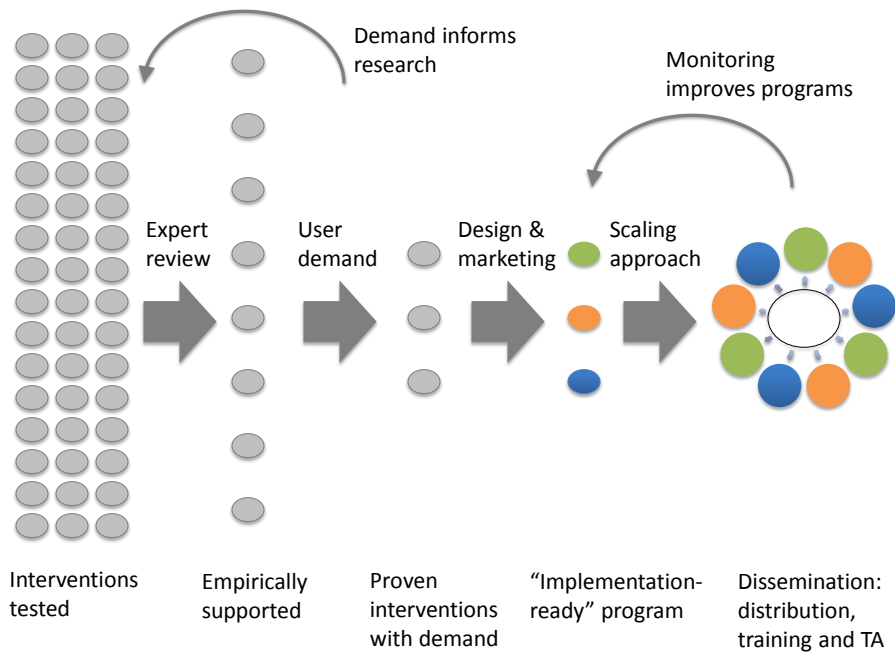 Demand informs
research
Monitoring
improves programs
Expert
review
User
demand
Design &
marketing
Scaling
approach
Interventions
tested
Empirically
supported
Proven
interventions
with demand
“Implementation-
ready” program
Dissemination:
distribution,
training and TA